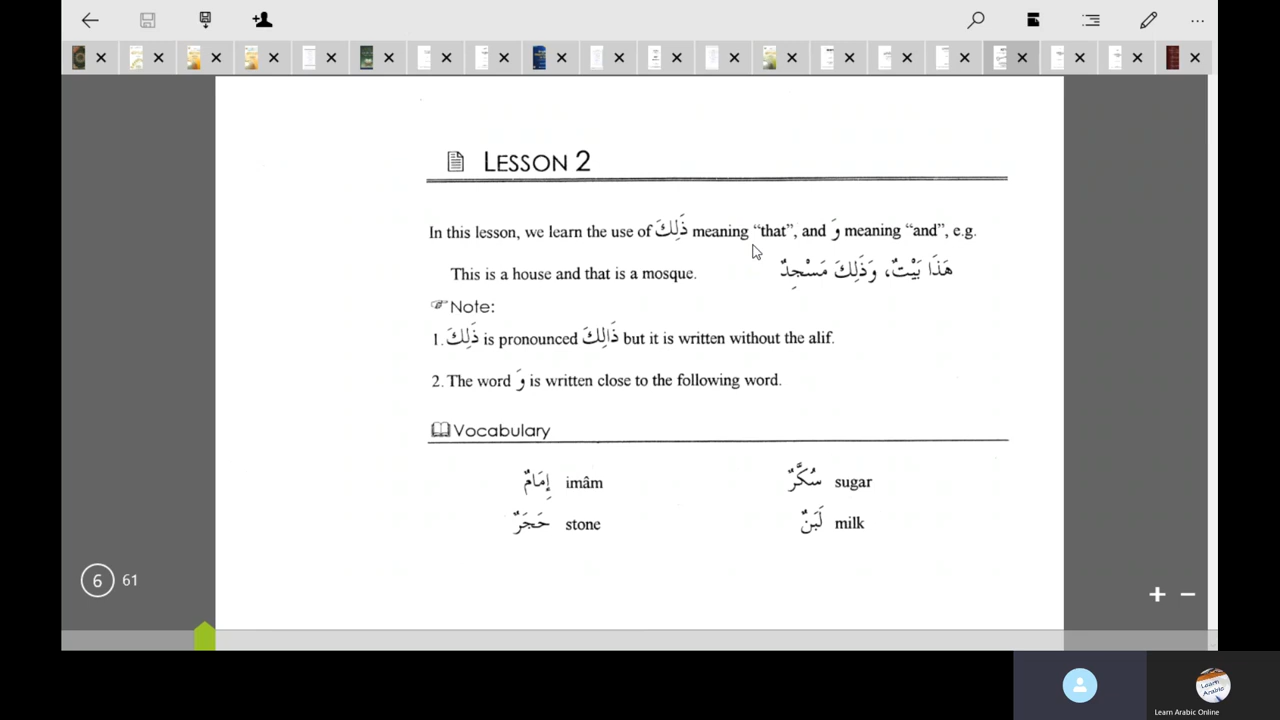 LESSON 2
In this lesson, we learn the use of ذَلِكَ meaning “that”, and وَ meaning “and”, e.g.
This is a house and that is a mosque. هَذَا بَيْتٌ، وَذَلِكَ مَسْجِدٌ
Note:
1. ذَلِكَ is pronounced ذَالِكَ but it is written without the alif.
2. The word وَ is written close to the following word.
Vocabulary
إِمَامٌ imâm سُكَّرٌ sugar
حَجَرٌ stone لَبَنٌ milk
6 61
Learn Arabic
Learn Arabic Online